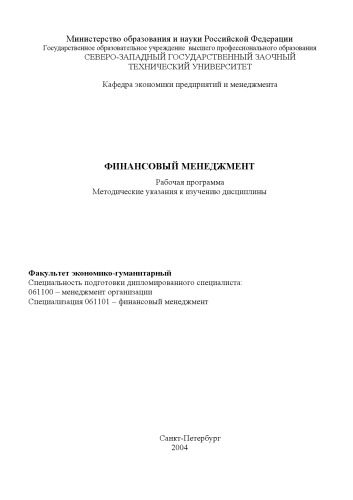 Министерство образования и науки Российской Федерации
Государственное образовательное учреждение высшего профессионального образования
СЕВЕРО-ЗАПАДНЫЙ ГОСУДАРСТВЕННЫЙ ЗАОЧНЫЙ
ТЕХНИЧЕСКИЙ УНИВЕРСИТЕТ
Кафедра экономики предприятий и менеджмента
ФИНАНСОВЫЙ МЕНЕДЖМЕНТ
Рабочая программа
Методические указания к изучению дисциплины
Факультет экономико-гуманитарный
Специальность подготовки дипломированного специалиста:
061100 – менеджмент организации
Специализация 061101 – финансовый менеджмент
Санкт-Петербург
2004